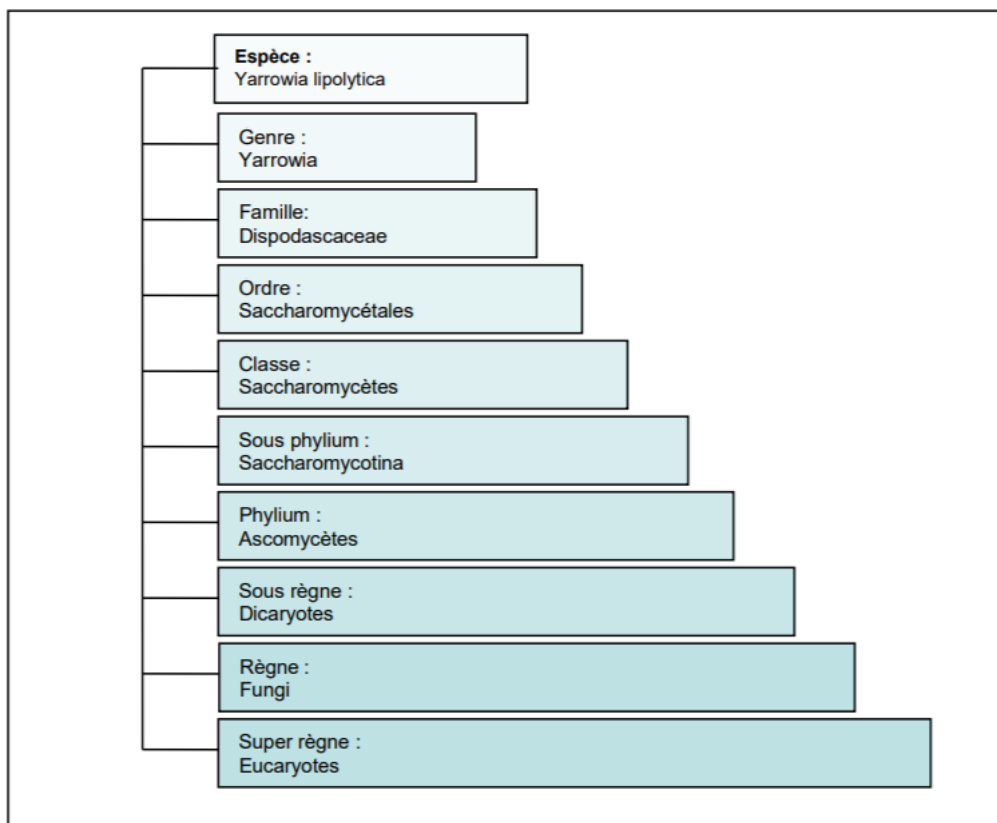 Espèce :
Yarrowia lipolytica
Genre :
Yarrowia
Famille:
Dispodascaceae
Ordre :
Saccharomycétales
Classe :
Saccharomycètes
Sous phylium :
Saccharomycotina
Phylium :
Ascomycètes
Sous règne :
Dicaryotes
Règne :
Fungi
Super règne :
Eucaryotes